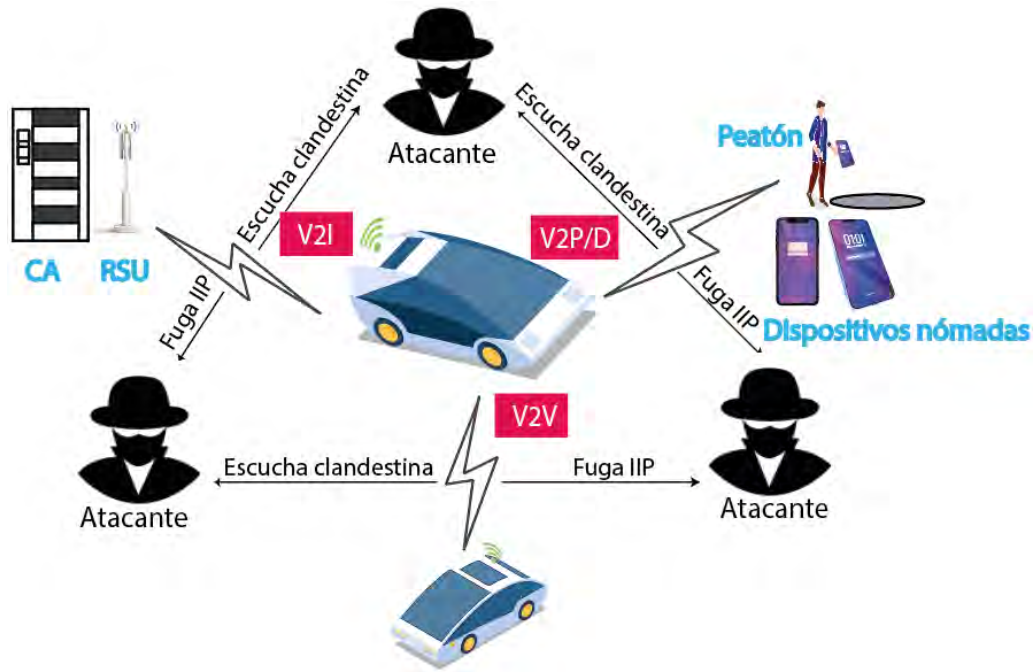 Atacante
Escucha clandestina
Escucha clandestina
Peatón
V2I
V2P/D
CA
RSU
Fuga IIP
Fuga IIP
Dispositivos nómadas
V2V
Escucha clandestina
Fuga IIP
Atacante
Atacante